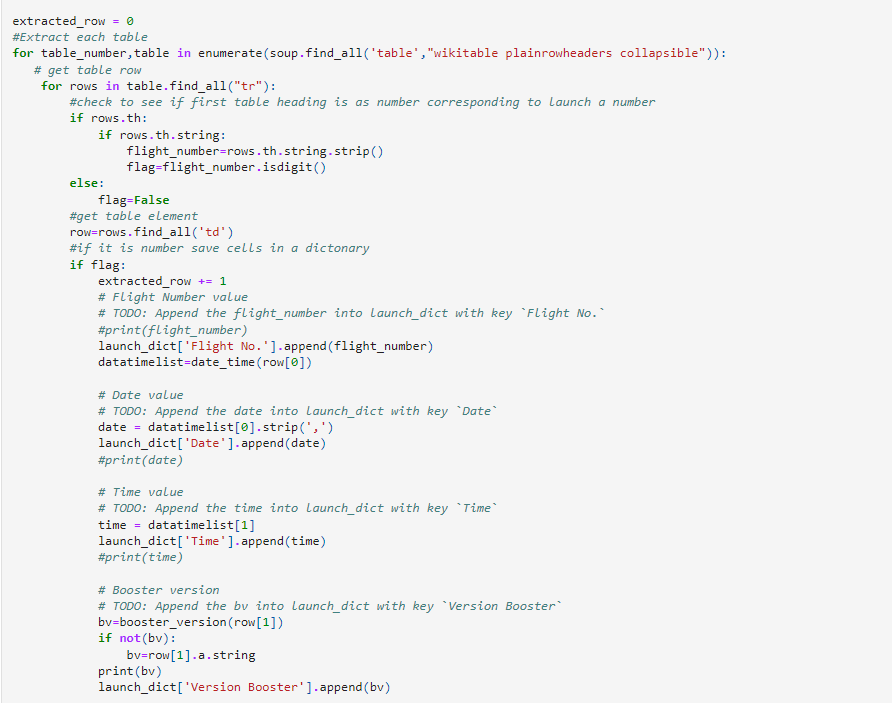 extracted_row = 0
#Extract each table
for table_number,table in enumerate(soup.find_all('table',"wikitable plainrowheaders collapsible")):
   # get table row
    for rows in table.find_all("tr"):
        #check to see if first table heading is as number corresponding to launch a number
        if rows.th:
            if rows.th.string:
                flight_number=rows.th.string.strip()
                flag=flight_number.isdigit()
        else:
            flag=False
        #get table element
        row=rows.find_all('td')
        #if it is number save cells in a dictonary
        if flag:
            extracted_row += 1
            # Flight Number value
            # TODO: Append the flight_number into launch_dict with key `Flight No.`
            #print(flight_number)
            launch_dict['Flight No.'].append(flight_number)
            datatimelist=date_time(row[0])

            # Date value
            # TODO: Append the date into launch_dict with key `Date`
            date = datatimelist[0].strip(',')
            launch_dict['Date'].append(date)
            #print(date)

            # Time value
            # TODO: Append the time into launch_dict with key `Time`
            time = datatimelist[1]
            launch_dict['Time'].append(time)
            #print(time)

            # Booster version
            # TODO: Append the bv into launch_dict with key `Version Booster`
            bv=booster_version(row[1])
            if not(bv):
                bv=row[1].a.string
            print(bv)
            launch_dict['Version Booster'].append(bv)